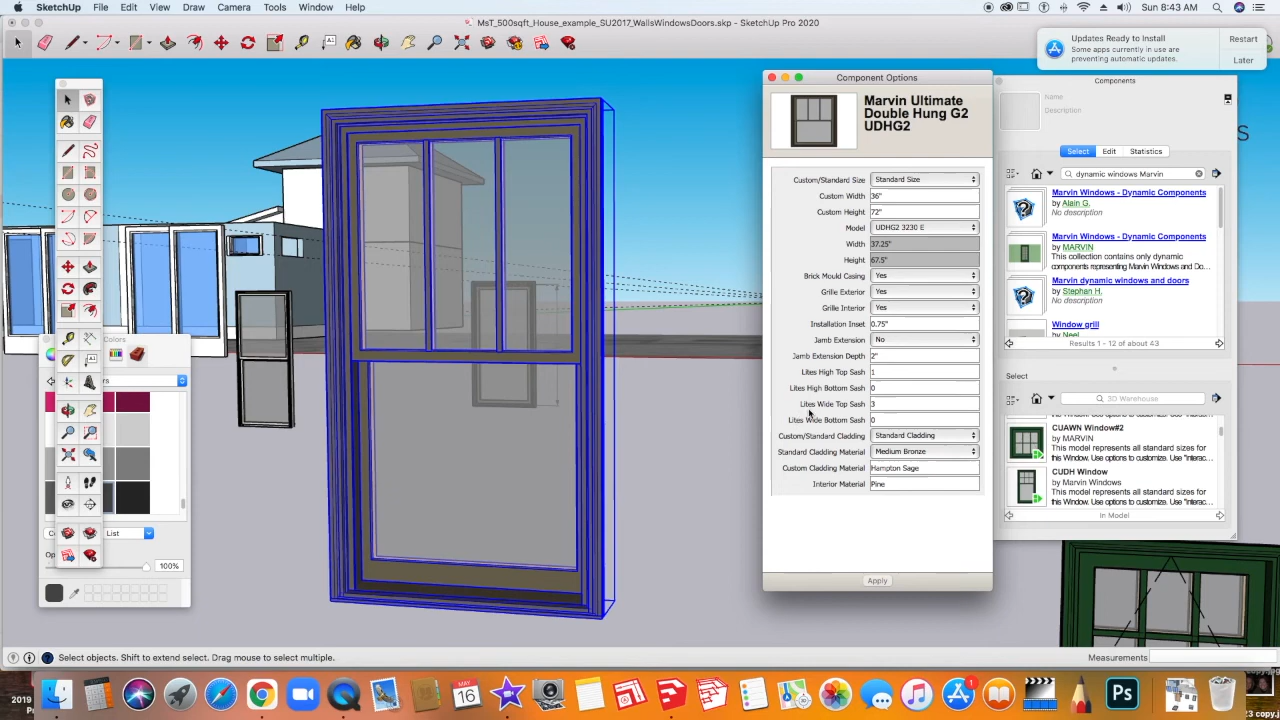 SketchUp File Edit View Draw Camera Tools Window Help
Sun 8:43 AM
MsT_500sqft_House_example_SU2017_WallsWindowsDoors.skp - SketchUp Pro 2020
Updates Ready to Install
Some apps currently in use are
preventing automatic updates.
Restart
Later
Component Options
Marvin Ultimate
Double Hung G2
UDHG2
Custom/Standard Size Standard Size
Custom Width 36"
Custom Height 72"
Model UDHG2 3230 E
Width 37.25"
Height 67.5"
Brick Mould Casing Yes
Grille Exterior Yes
Grille Interior Yes
Installation Inset 0.75"
Jamb Extension No
Jamb Extension Depth 2"
Lites High Top Sash 1
Lites High Bottom Sash 0
Lites Wide Top Sash 3
Lites Wide Bottom Sash 0
Custom/Standard Cladding Standard Cladding
Standard Cladding Material Medium Bronze
Custom Cladding Material Hampton Sage
Interior Material Pine
Apply
Components
Name
Description
S
Select Edit Statistics
dynamic windows Marvin
Marvin Windows - Dynamic Components
by Alain G.
No description
Marvin Windows - Dynamic Components
by MARVIN
This collection contains only dynamic
components representing Marvin Windows and Do...
Marvin dynamic windows and doors
by Stephan H.
No description
Window grill
by Neel
Results 1 - 12 of about 43
Select
3D Warehouse
CUAWN Window#2
by MARVIN
This model represents all standard sizes for
this Window. Use options to customize. Use "interac...
CUDH Window
by Marvin Windows
This model represents all standard sizes for
this Window. Use options to customize. Use "interac...
In Model
Colors
List
100%
Select objects. Shift to extend select. Drag mouse to select multiple.
Measurements
2019
MAY
16
1
Ps
23 copy.j